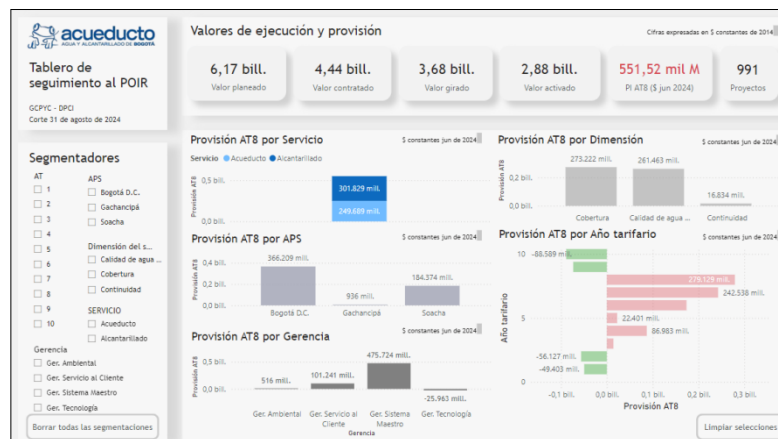 acueducto
AGUA Y ALCANTARILLADO DE BOGOTÁ
Tablero de
seguimiento al POIR
GCPYC - DPCI
Corte 31 de agosto de 2024
Segmentadores
AT
1
2
3
4
5
6
7
8
9
10
APS
Bogotá D.C.
Gachancipá
Soacha
Dimensión del s...
Calidad de agua ...
Cobertura
Continuidad
SERVICIO
Acueducto
Alcantarillado
Gerencia
Ger. Ambiental
Ger. Servicio al Cliente
Ger. Sistema Maestro
Ger. Tecnología
Borrar todas las segmentaciones
Valores de ejecución y provisión
Cifras expresadas en $ constantes de 2014
6,17 bill.
Valor planeado
4,44 bill.
Valor contratado
3,68 bill.
Valor girado
2,88 bill.
Valor activado
551,52 mil M
PI AT8 ($ jun 2024)
991
Proyectos
Provisión AT8 por Servicio
$ constantes jun de 2024
Servicio Acueducto Alcantarillado
Provisión AT8
0,5 bill.
0,0 bill.
301.829 mill.
249.689 mill.
Provisión AT8 por APS
$ constantes jun de 2024
Provisión AT8
0,4 bill.
0,2 bill.
0,0 bill.
366.209 mill.
936 mill.
184.374 mill.
Bogotá D.C.
Gachancipá
Soacha
Provisión AT8 por Gerencia
$ constantes jun de 2024
Provisión AT8
0,5 bill.
0,0 bill.
516 mill.
101.241 mill.
475.724 mill.
-25.963 mill.
Ger. Ambiental
Ger. Servicio al
Cliente
Ger. Sistema
Maestro
Ger. Tecnología
Gerencia
Provisión AT8 por Dimensión
$ constantes jun de 2024
Provisión AT8
0,2 bill.
0,0 bill.
273.222 mill.
261.463 mill.
16.834 mill.
Cobertura
Calidad de agua ...
Continuidad
Provisión AT8 por Año tarifario
$ constantes jun de 2024
Año tarifario
10
5
0
-88.589 mill.
279.129 mill.
242.538 mill.
22.401 mill.
86.983 mill.
-56.127 mill.
-49.403 mill.
-0,1 bill.
0,0 bill.
0,1 bill.
0,2 bill.
0,3 bill.
Provisión AT8
Limpiar selecciones